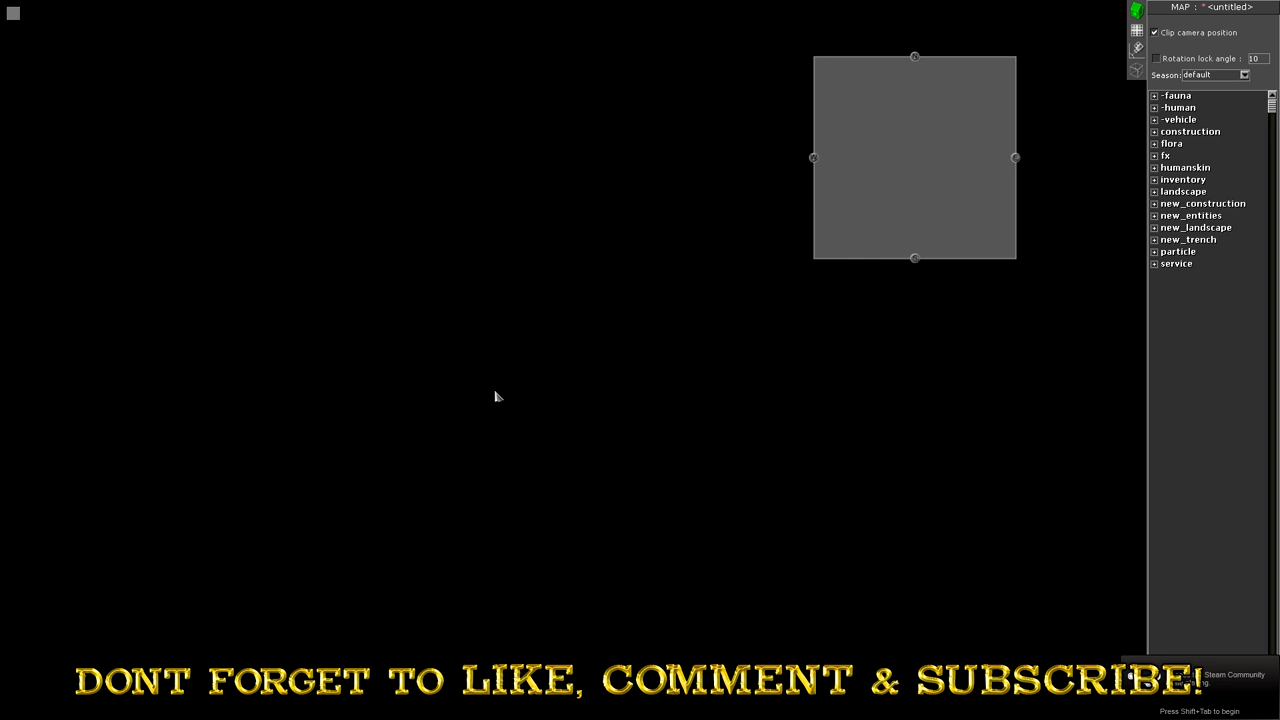 MAP : * <untitled>
Clip camera position
Rotation lock angle : 10
Season: default
-fauna
-human
-vehicle
construction
flora
fx
humanskin
inventory
landscape
new_construction
new_entities
new_landscape
new_trench
particle
service
DONT FORGET TO LIKE, COMMENT & SUBSCRIBE!
Steam Community
Press Shift+Tab to begin